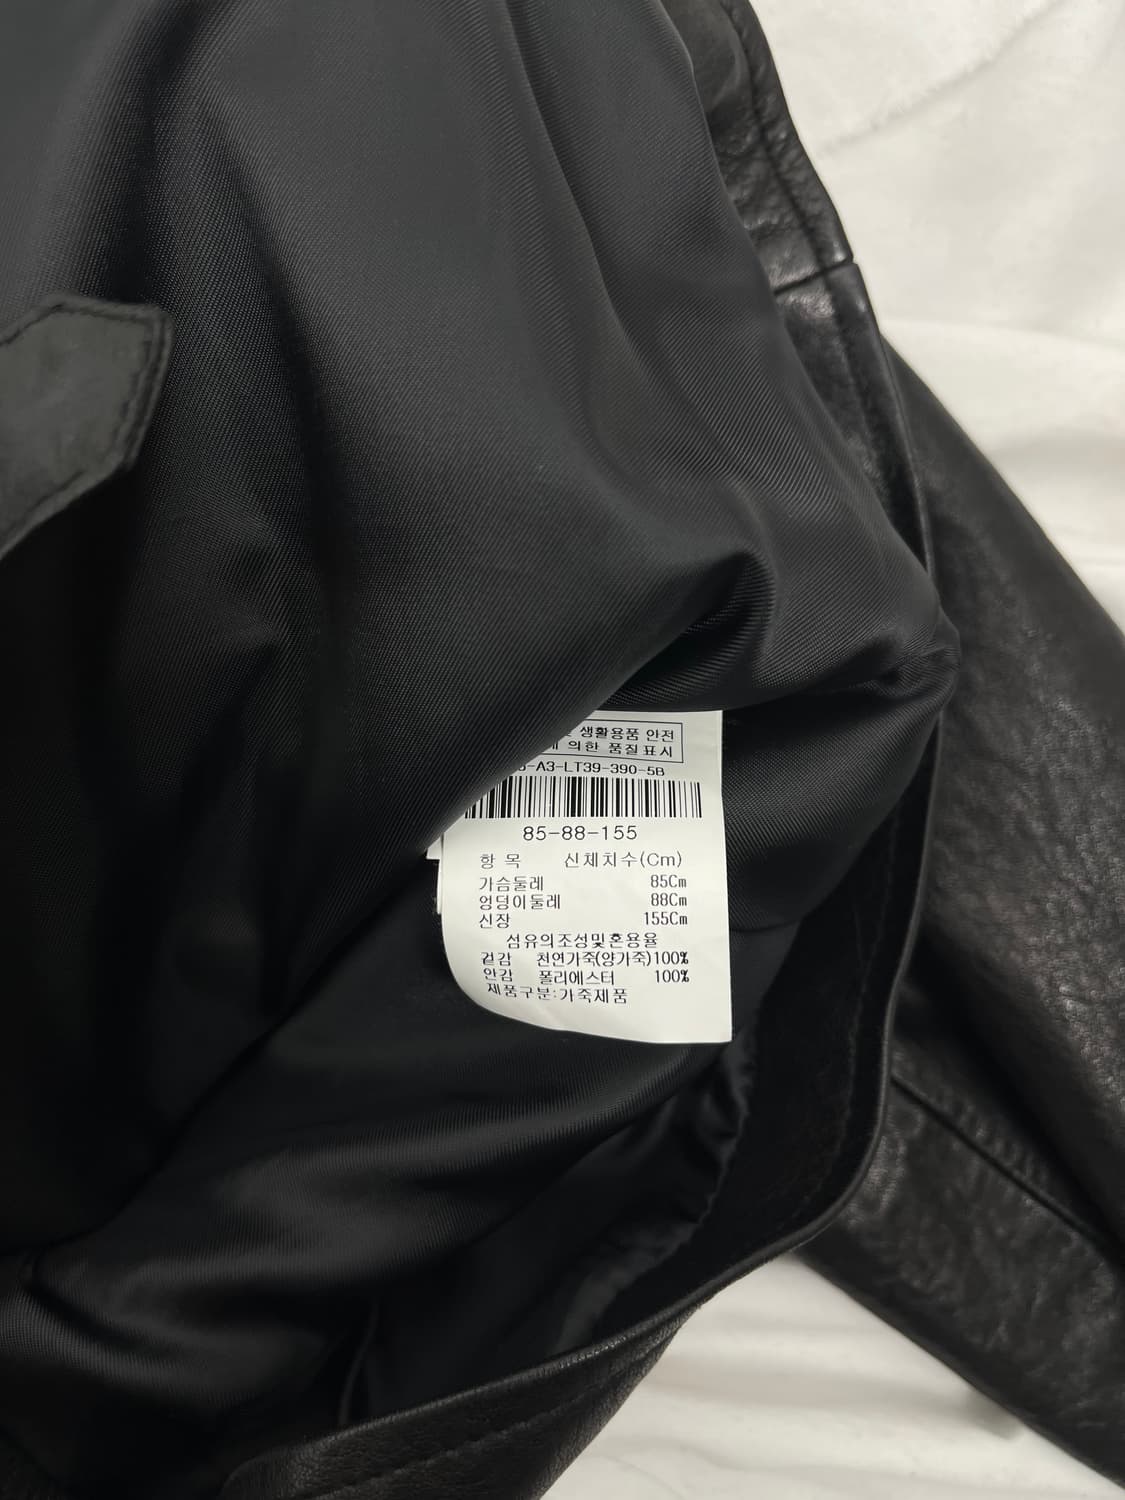 생활용품 안전
의한 품질표시
-A3-LT39-390-5B
85-88-155
항 목 신체치수(Cm)
가슴둘레 85Cm
엉덩이둘레 88Cm
신장 155Cm
섬유의조성및혼용율
겉감 천연가죽(양가죽)100%
안감 폴리에스터 100%
제품구분:가죽제품